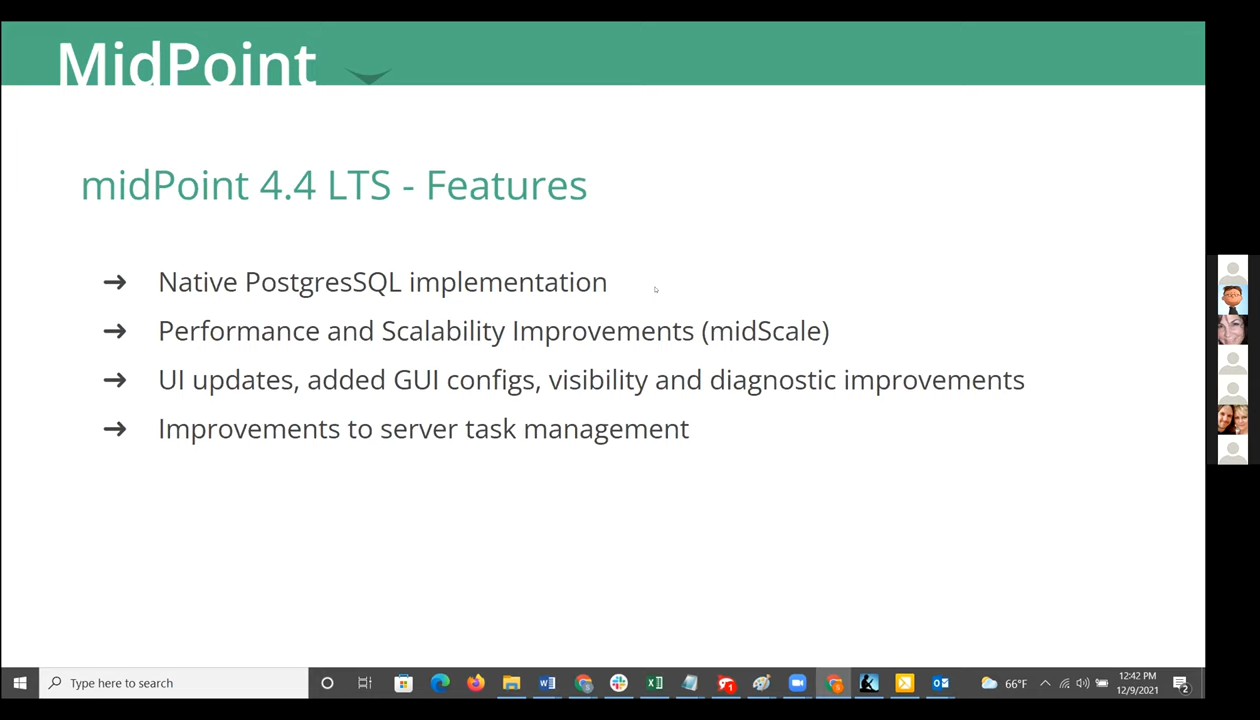 MidPoint
midPoint 4.4 LTS - Features
➔ Native PostgresSQL implementation
➔ Performance and Scalability Improvements (midScale)
➔ UI updates, added GUI configs, visibility and diagnostic improvements
➔ Improvements to server task management
Type here to search
66°F
12:42 PM
12/9/2021
2